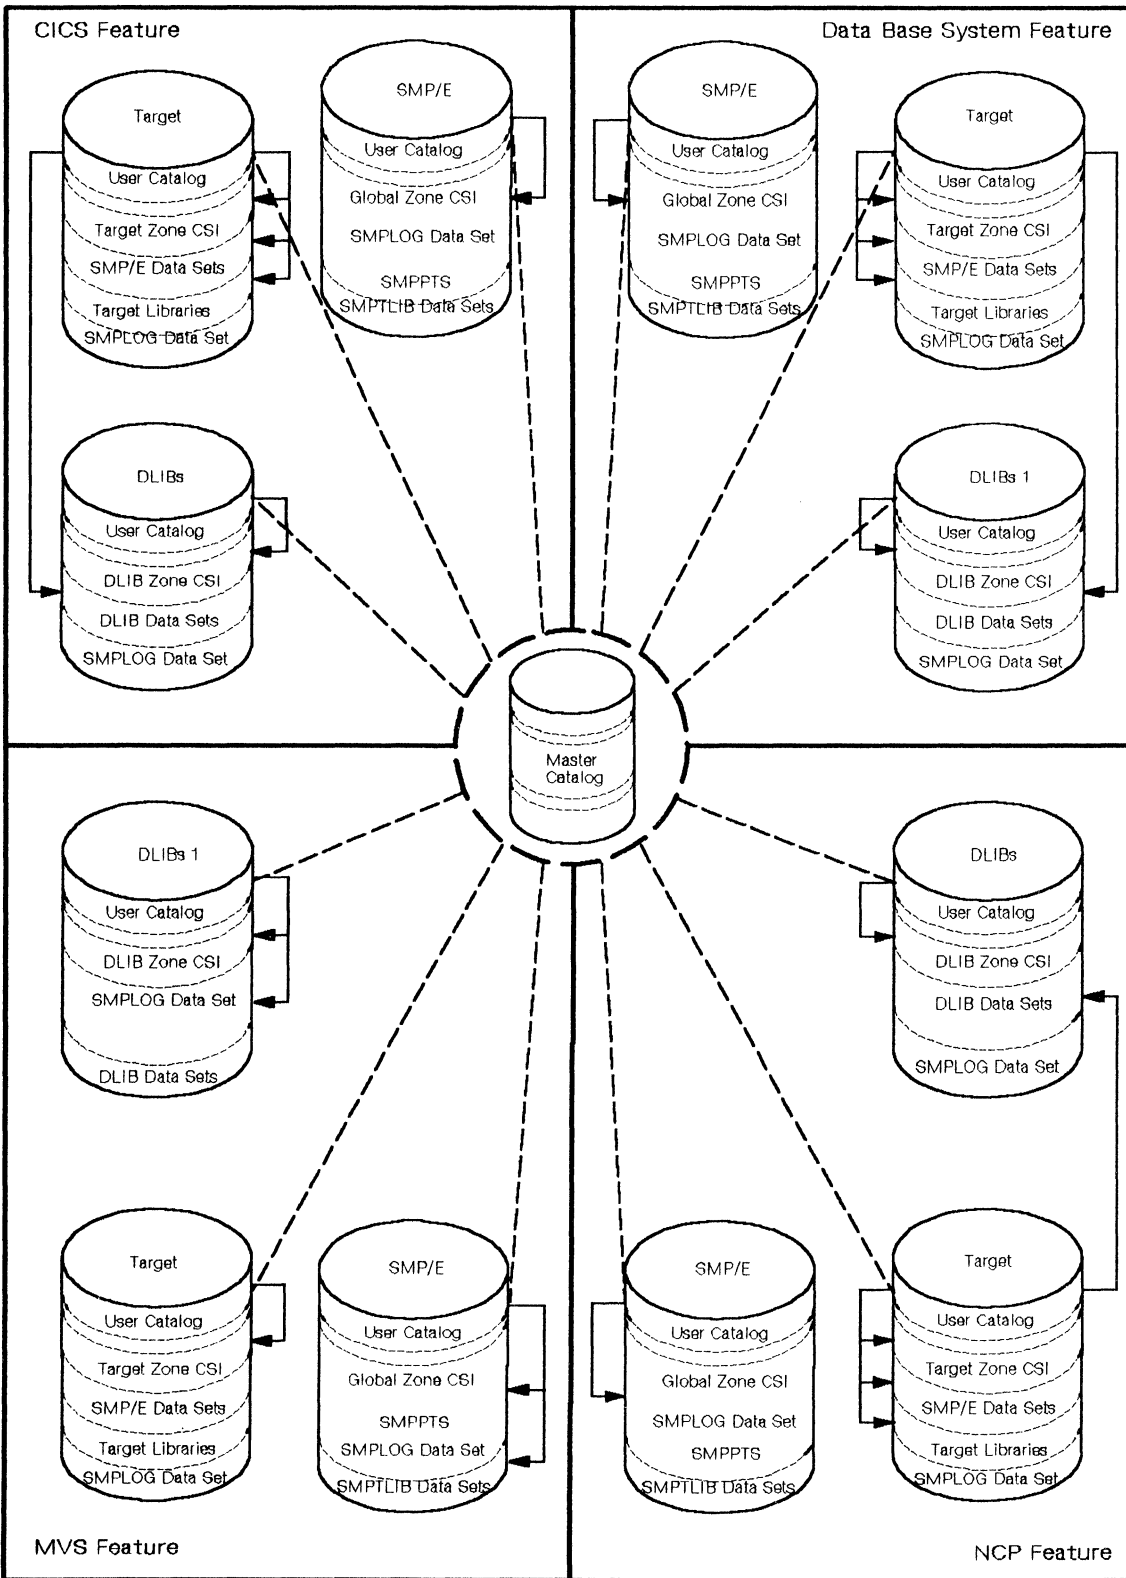 CICS Feature
Target
User Catalog
Target Zone CSI
SMP/E Data Sets
Target Libraries
SMPLOG Data Set
SMP/E
User Catalog
Global Zone CSI
SMPLOG Data Set
SMPPTS
SMPTLIB Data Sets
DLIBs
User Catalog
DLIB Zone CSI
DLIB Data Sets
SMPLOG Data Set
Data Base System Feature
SMP/E
User Catalog
Global Zone CSI
SMPLOG Data Set
SMPPTS
SMPTLIB Data Sets
Target
User Catalog
Target Zone CSI
SMP/E Data Sets
Target Libraries
SMPLOG Data Set
DLIBs 1
User Catalog
DLIB Zone CSI
DLIB Data Sets
SMPLOG Data Set
Master
Catalog
DLIBs 1
User Catalog
DLIB Zone CSI
SMPLOG Data Set
DLIB Data Sets
Target
User Catalog
Target Zone CSI
SMP/E Data Sets
Target Libraries
SMPLOG Data Set
SMP/E
User Catalog
Global Zone CSI
SMPPTS
SMPLOG Data Set
SMPTLIB Data Sets
MVS Feature
DLIBs
User Catalog
DLIB Zone CSI
DLIB Data Sets
SMPLOG Data Set
SMP/E
User Catalog
Global Zone CSI
SMPLOG Data Set
SMPPTS
SMPTLIB Data Sets
Target
User Catalog
Target Zone CSI
SMP/E Data Sets
Target Libraries
SMPLOG Data Set
NCP Feature